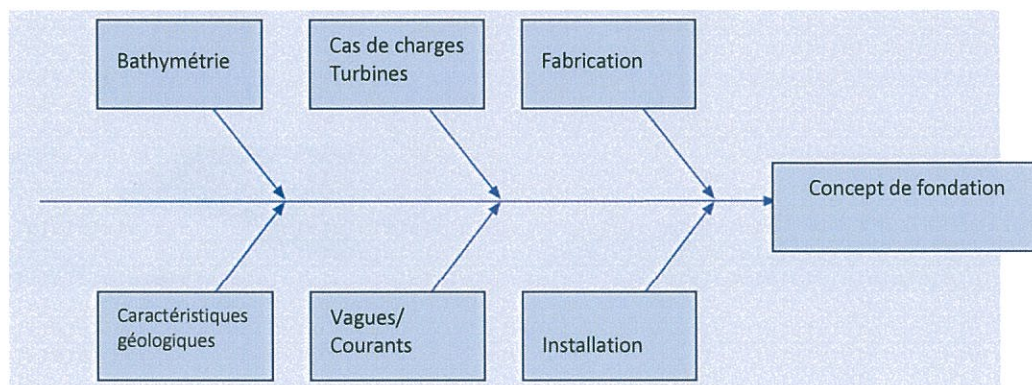 Bathymétrie
Cas de charges
Turbines
Fabrication
Concept de fondation
Caractéristiques
géologiques
Vagues/
Courants
Installation